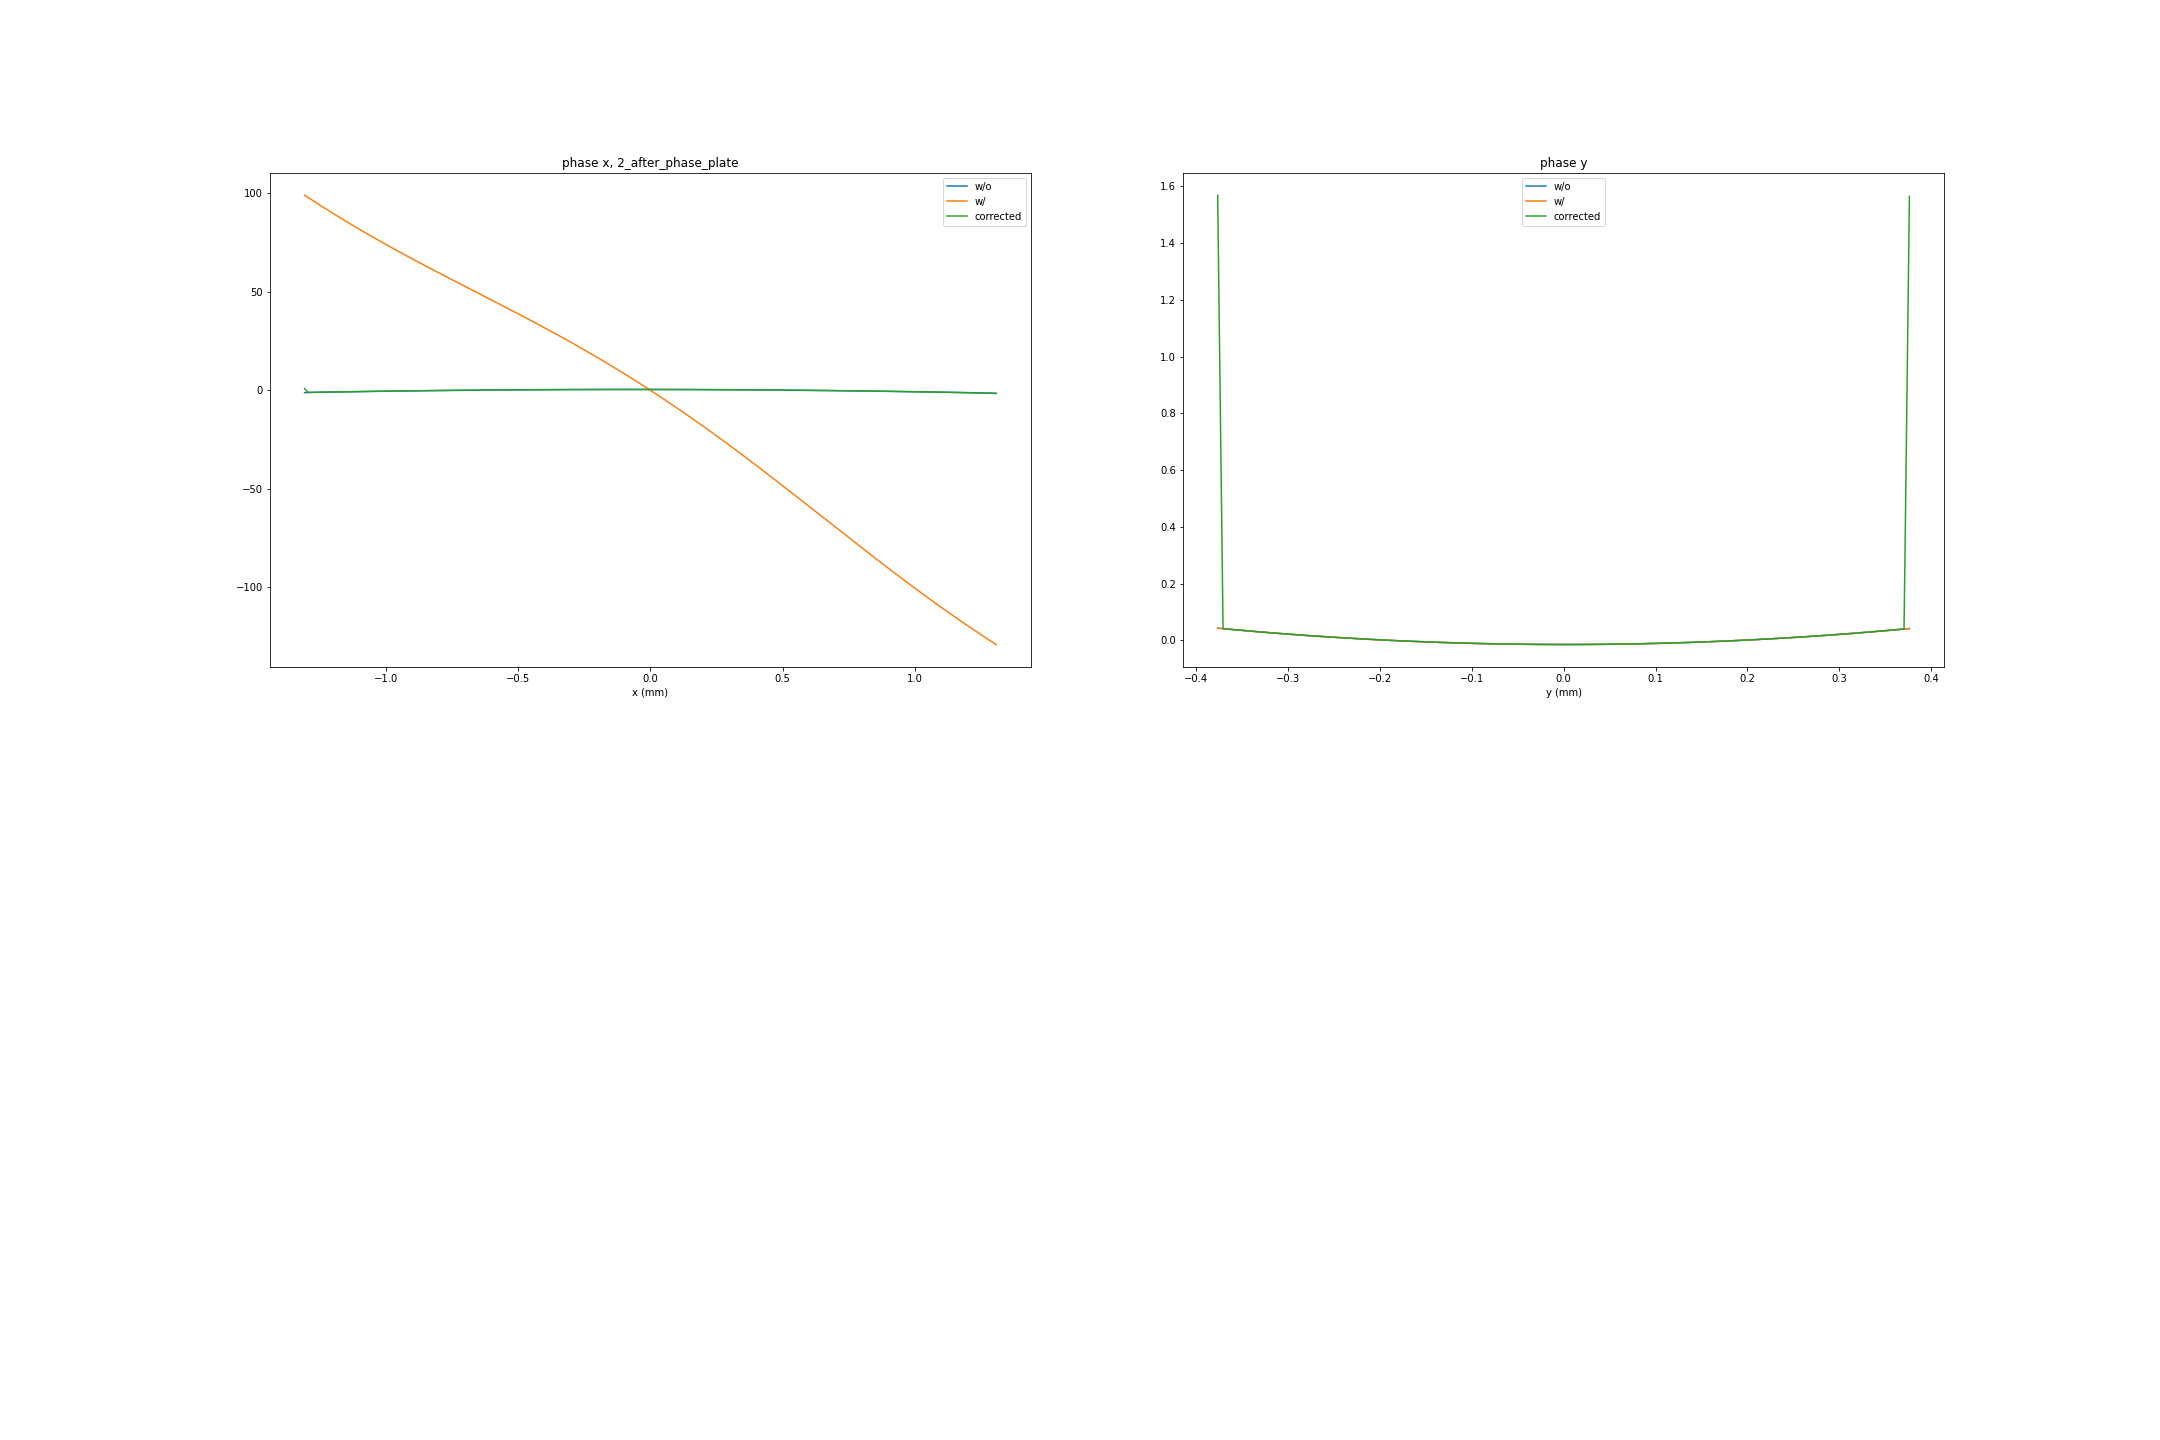 phase x, 2_after_phase_plate
w/o
w/
corrected
100
50
0
−50
−100
−1.0
−0.5
0.0
0.5
1.0
x (mm)
phase y
w/o
w/
corrected
1.6
1.4
1.2
1.0
0.8
0.6
0.4
0.2
0.0
−0.4
−0.3
−0.2
−0.1
0.0
0.1
0.2
0.3
0.4
y (mm)